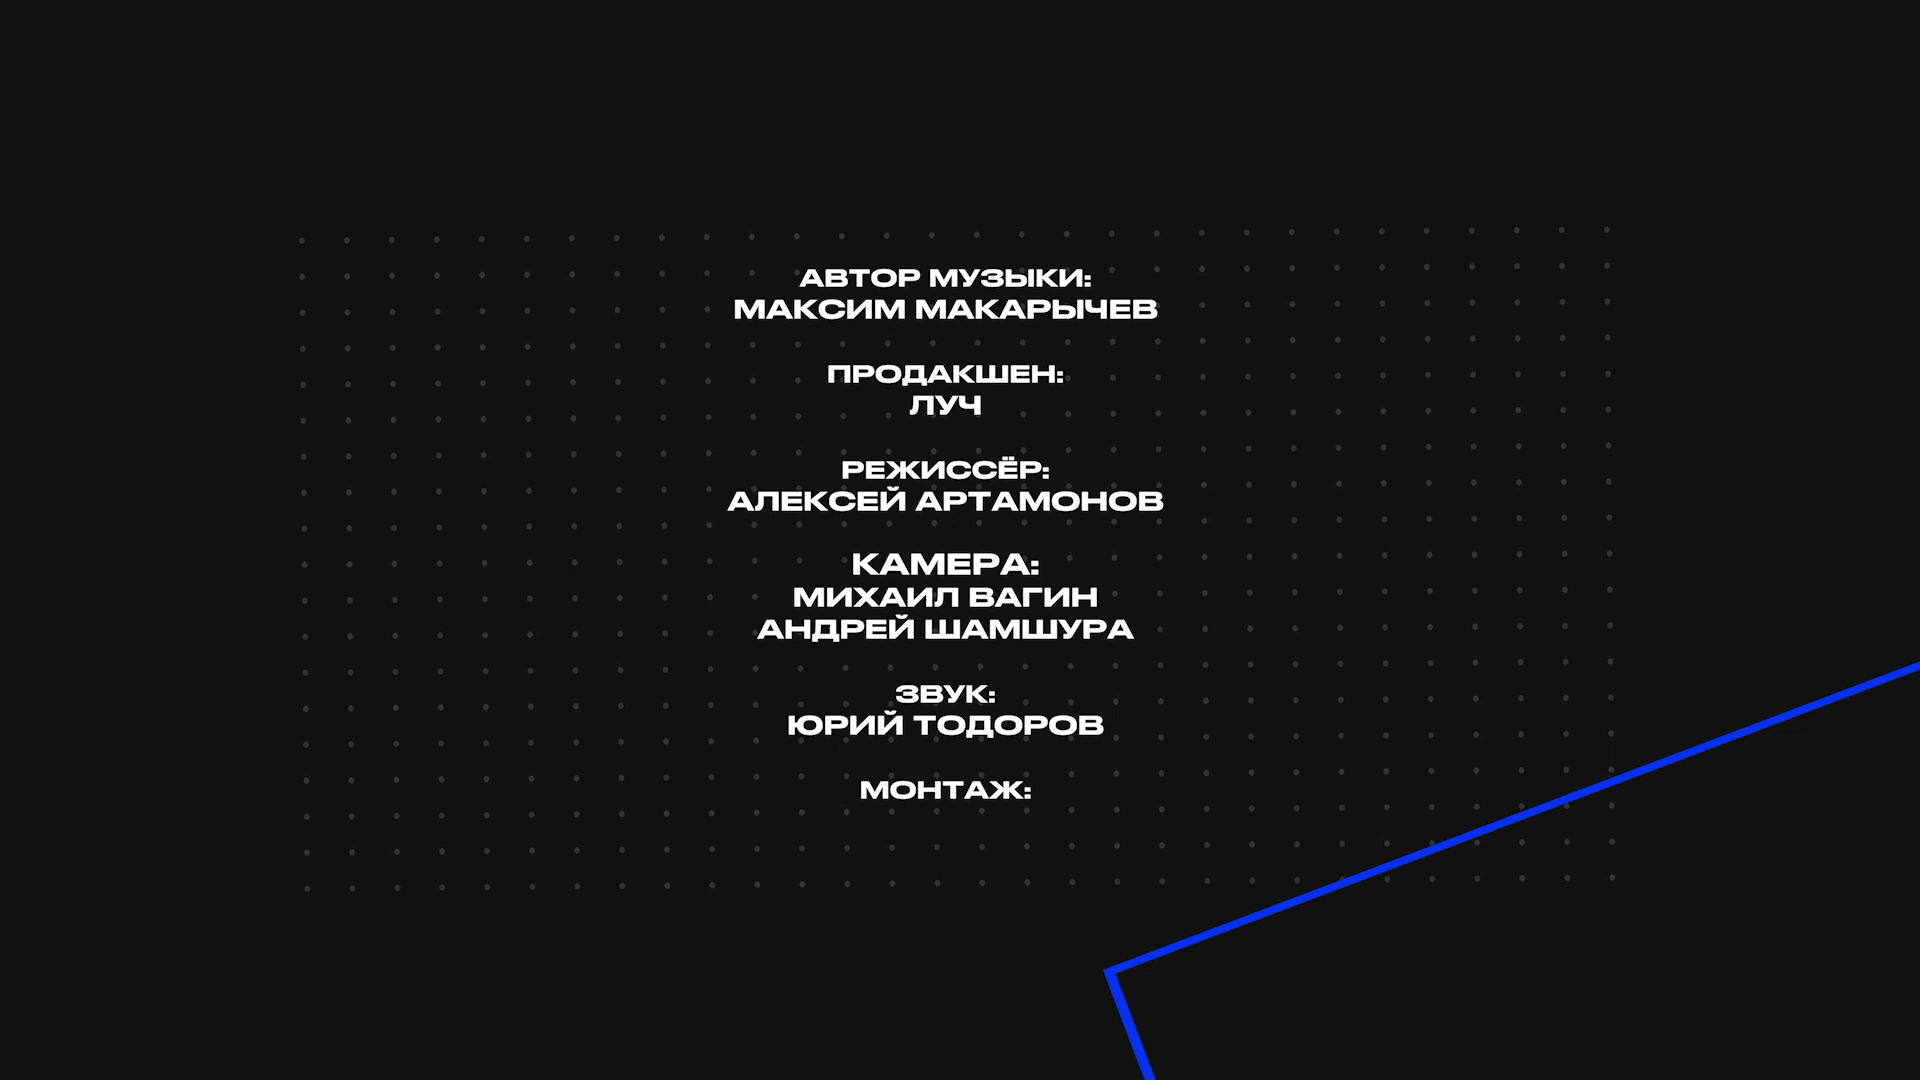 АВТОР МУЗЫКИ:
МАКСИМ МАКАРЫЧЕВ
ПРОДАКШЕН:
ЛУЧ
РЕЖИССЁР:
АЛЕКСЕЙ АРТАМОНОВ
КАМЕРА:
МИХАИЛ ВАГИН
АНДРЕЙ ШАМШУРА
ЗВУК:
ЮРИЙ ТОДОРОВ
МОНТАЖ: